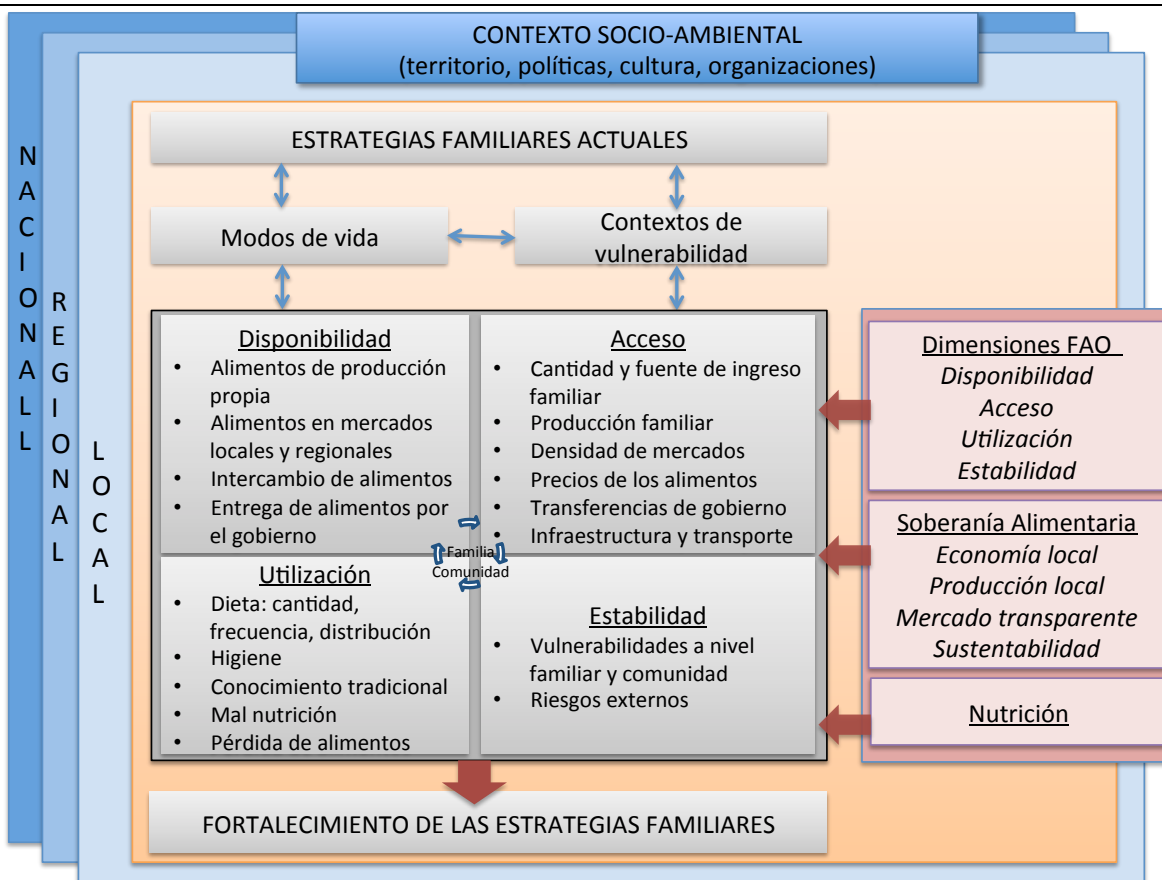 CONTEXTO SOCIO-AMBIENTAL
(territorio, políticas, cultura, organizaciones)
NACIONALL
REGIONAL
LOCAL
ESTRATEGIAS FAMILIARES ACTUALES
Modos de vida
Contextos de
vulnerabilidad
Disponibilidad
• Alimentos de producción
propia
• Alimentos en mercados
locales y regionales
• Intercambio de alimentos
• Entrega de alimentos por
el gobierno
Acceso
• Cantidad y fuente de ingreso
familiar
• Producción familiar
• Densidad de mercados
• Precios de los alimentos
• Transferencias de gobierno
• Infraestructura y transporte
Familia
Comunidad
Utilización
• Dieta: cantidad,
frecuencia, distribución
• Higiene
• Conocimiento tradicional
• Mal nutrición
• Pérdida de alimentos
Estabilidad
• Vulnerabilidades a nivel
familiar y comunidad
• Riesgos externos
Dimensiones FAO
Disponibilidad
Acceso
Utilización
Estabilidad
Soberanía Alimentaria
Economía local
Producción local
Mercado transparente
Sustentabilidad
Nutrición
FORTALECIMIENTO DE LAS ESTRATEGIAS FAMILIARES